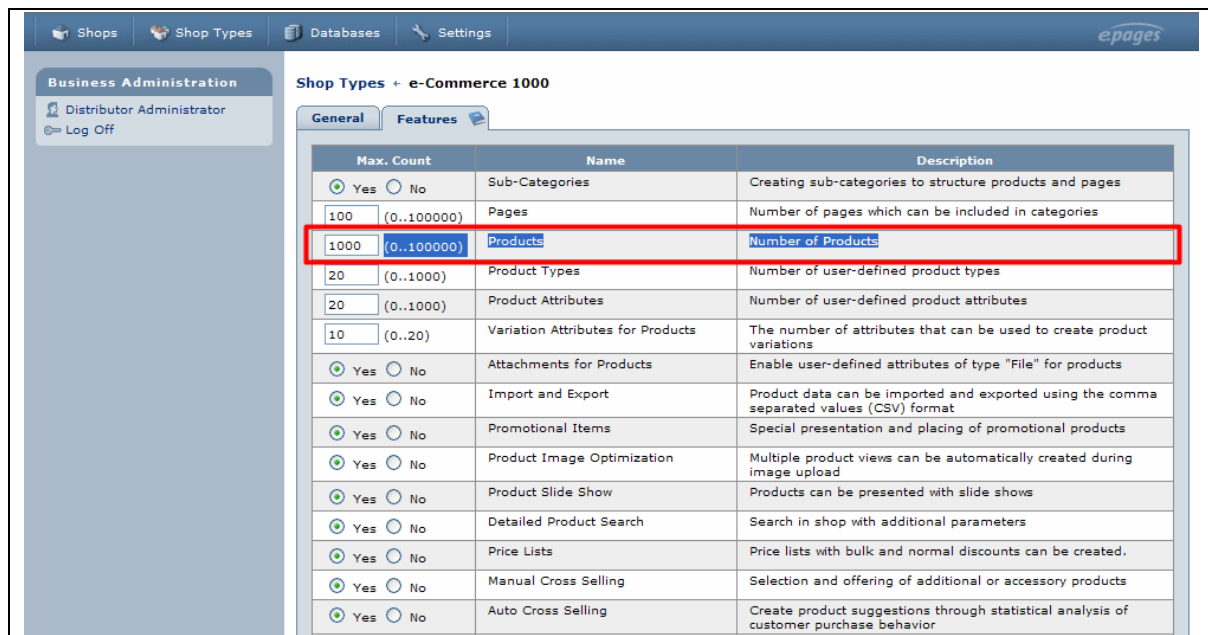 Shops Shop Types Databases Settings epages
Business Administration
Distributor Administrator
Log Off
Shop Types ← e-Commerce 1000
General Features
Max. Count Name Description
Yes No Sub-Categories Creating sub-categories to structure products and pages
100 (0..100000) Pages Number of pages which can be included in categories
1000 (0..100000) Products Number of Products
20 (0..1000) Product Types Number of user-defined product types
20 (0..1000) Product Attributes Number of user-defined product attributes
10 (0..20) Variation Attributes for Products The number of attributes that can be used to create product
variations
Yes No Attachments for Products Enable user-defined attributes of type "File" for products
Yes No Import and Export Product data can be imported and exported using the comma
separated values (CSV) format
Yes No Promotional Items Special presentation and placing of promotional products
Yes No Product Image Optimization Multiple product views can be automatically created during
image upload
Yes No Product Slide Show Products can be presented with slide shows
Yes No Detailed Product Search Search in shop with additional parameters
Yes No Price Lists Price lists with bulk and normal discounts can be created.
Yes No Manual Cross Selling Selection and offering of additional or accessory products
Yes No Auto Cross Selling Create product suggestions through statistical analysis of
customer purchase behavior